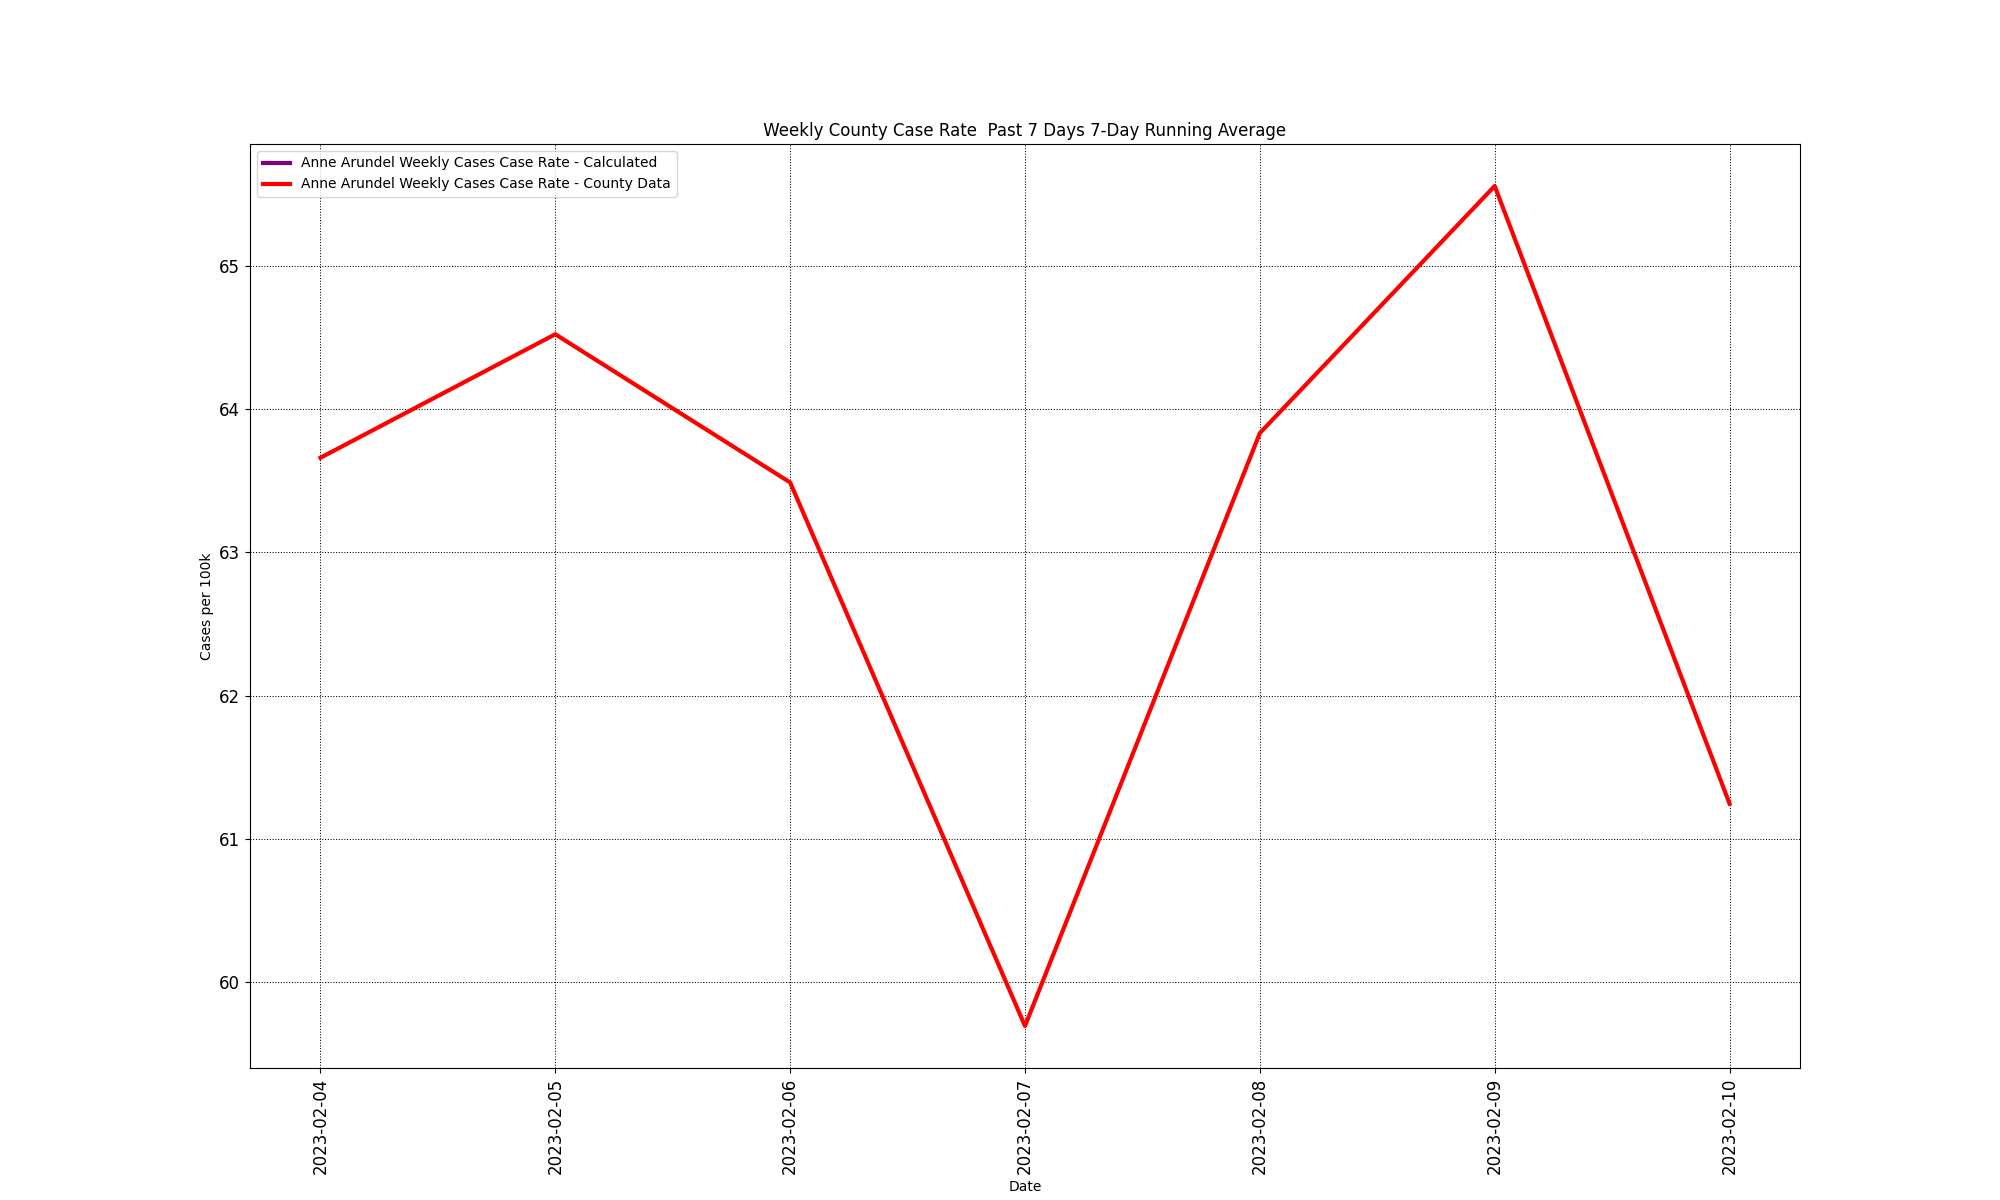 Weekly County Case Rate  Past 7 Days 7-Day Running Average
Anne Arundel Weekly Cases Case Rate - Calculated
Anne Arundel Weekly Cases Case Rate - County Data
65
64
63
62
61
60
Cases per 100k
2023-02-04
2023-02-05
2023-02-06
2023-02-07
2023-02-08
2023-02-09
2023-02-10
Date